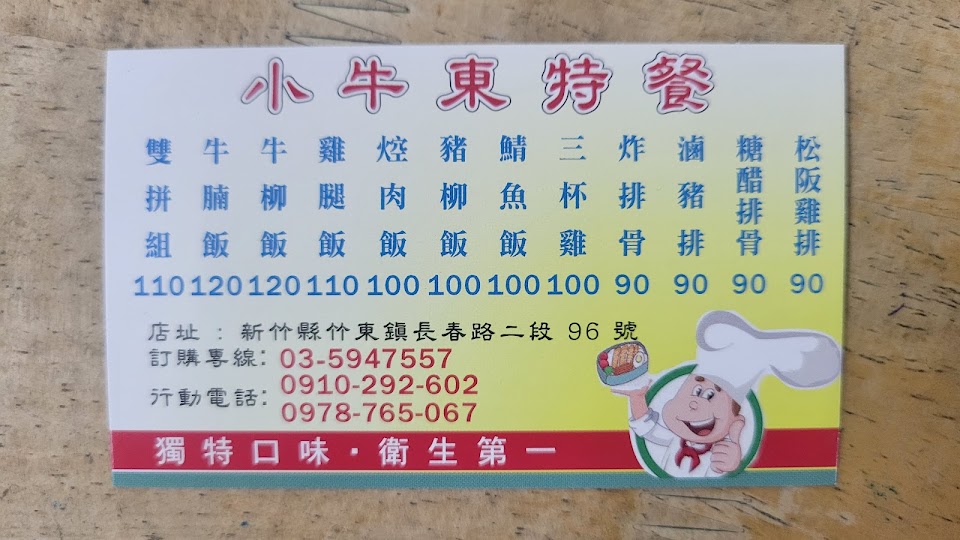 小牛東特餐
雙拼組 110
牛腩飯 120
牛柳飯 120
雞腿飯 110
焢肉飯 100
豬柳飯 100
鯖魚飯 100
三杯雞 100
炸排骨 90
滷豬排 90
糖醋排骨 90
松阪雞排 90
店址 : 新竹縣竹東鎮長春路二段 96 號
訂購專線: 03-5947557
行動電話: 0910-292-602
0978-765-067
獨特口味·衛生第一